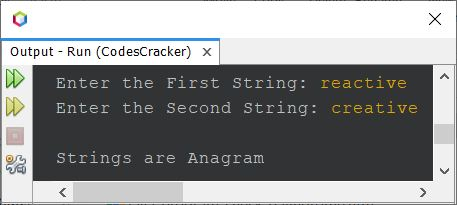 Output - Run (CodesCracker)
Enter the First String: reactive
Enter the Second String: creative
Strings are Anagram